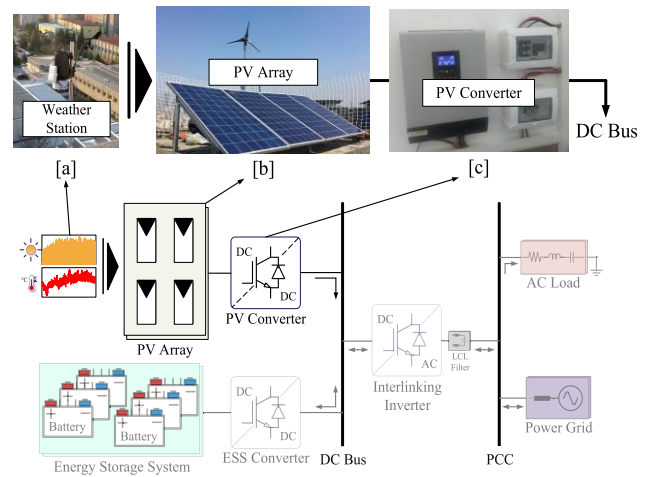 Weather
Station
PV Array
PV Converter
DC Bus
[a]
[b]
[c]
°C
DC
DC
PV Converter
PV Array
DC
AC
Interlinking
Inverter
LCL
Filter
AC Load
Battery
Battery
Energy Storage System
DC
DC
ESS Converter
DC Bus
PCC
Power Grid